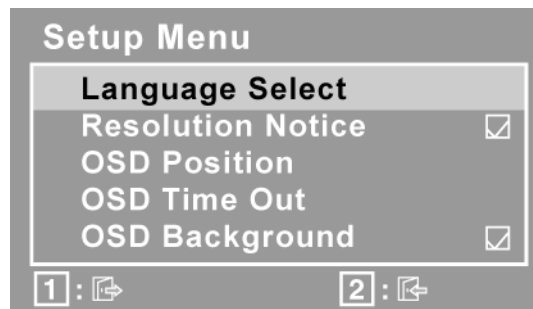 Setup Menu
Language Select
Resolution Notice
OSD Position
OSD Time Out
OSD Background
1 : 2 :